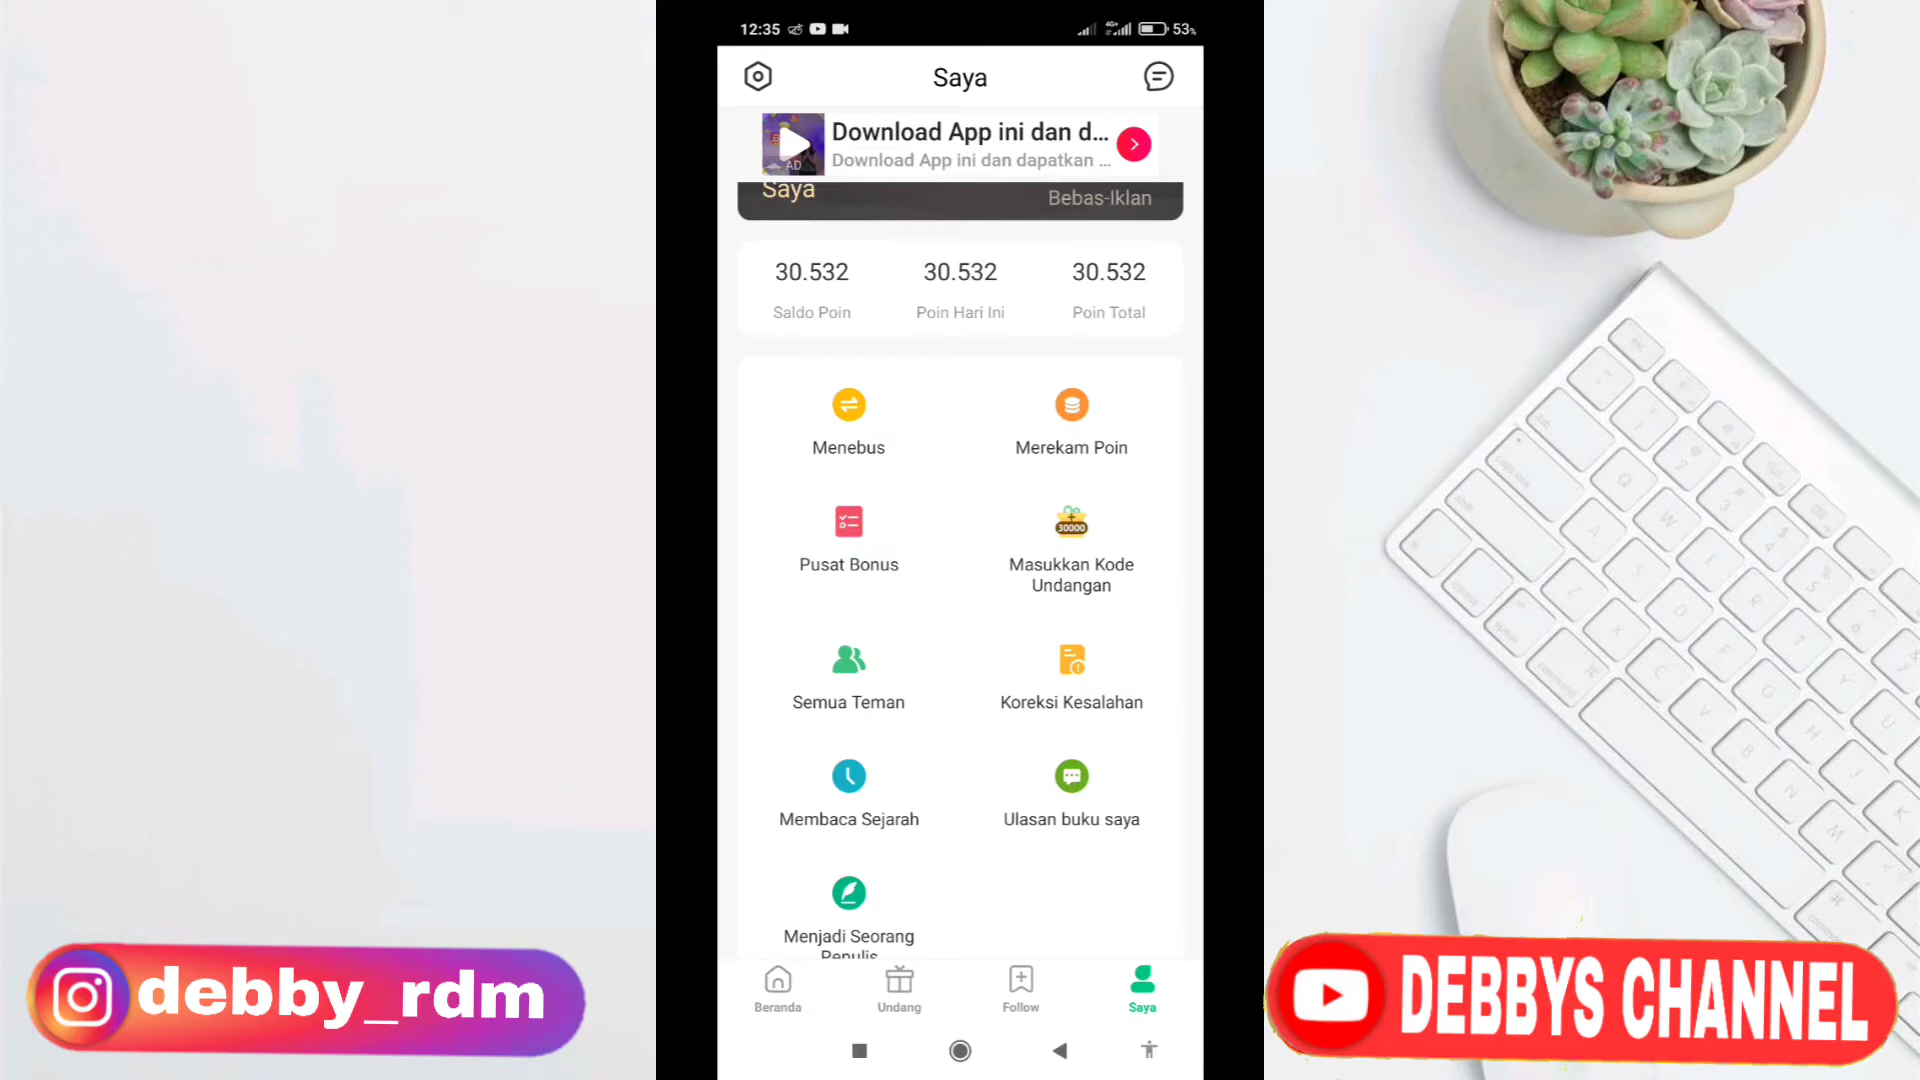 12:35
4G+
53%
Saya
Download App ini dan d...
Download App ini dan dapatkan ...
AD
Saya
Bebas-Iklan
30.532 30.532 30.532
Saldo Poin Poin Hari Ini Poin Total
Menebus Merekam Poin
30000
Pusat Bonus Masukkan Kode
Undangan
Semua Teman Koreksi Kesalahan
Membaca Sejarah Ulasan buku saya
Menjadi Seorang
Penulis
Beranda Undang Follow Saya
debby_rdm
DEBBYS CHANNEL